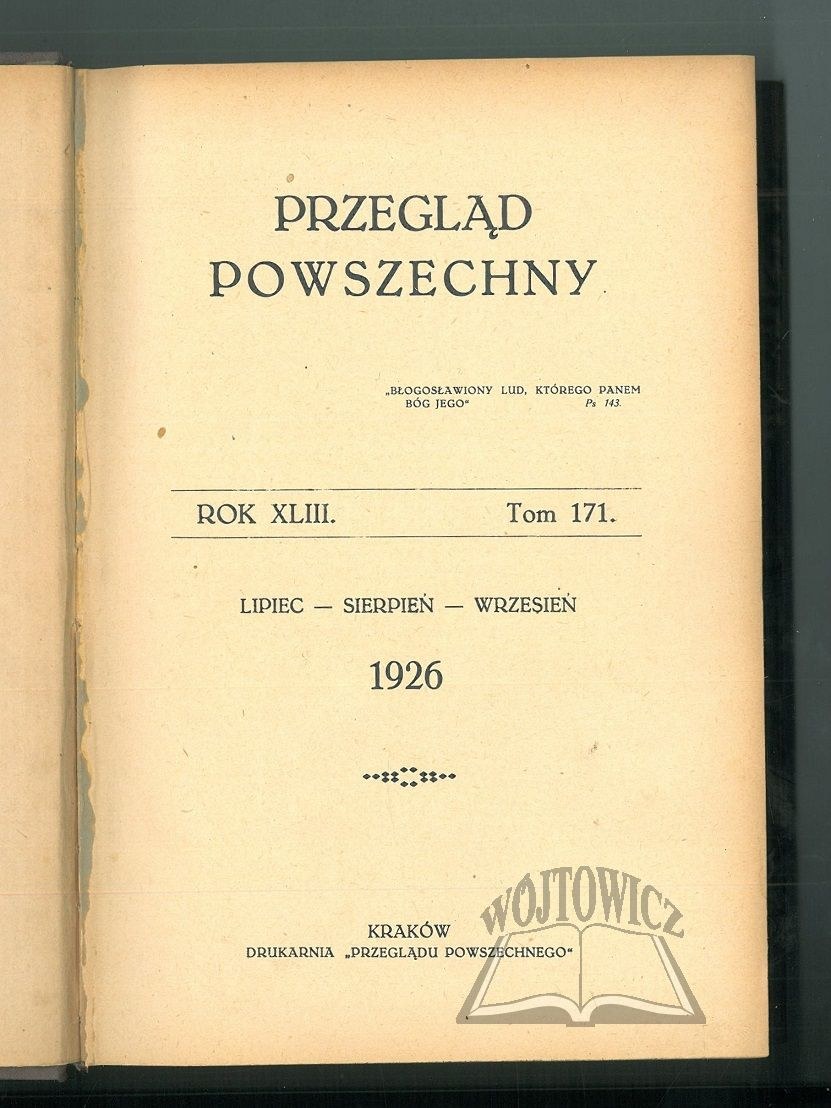 PRZEGLĄD
POWSZECHNY
„BŁOGOSŁAWIONY LUD, KTÓREGO PANEM
BÓG JEGO“ Ps 143.
ROK XLIII. Tom 171.
LIPIEC — SIERPIEŃ — WRZESIEŃ
1926
KRAKÓW
DRUKARNIA „PRZEGLĄDU POWSZECHNEGO“
WÓJTOWICZ